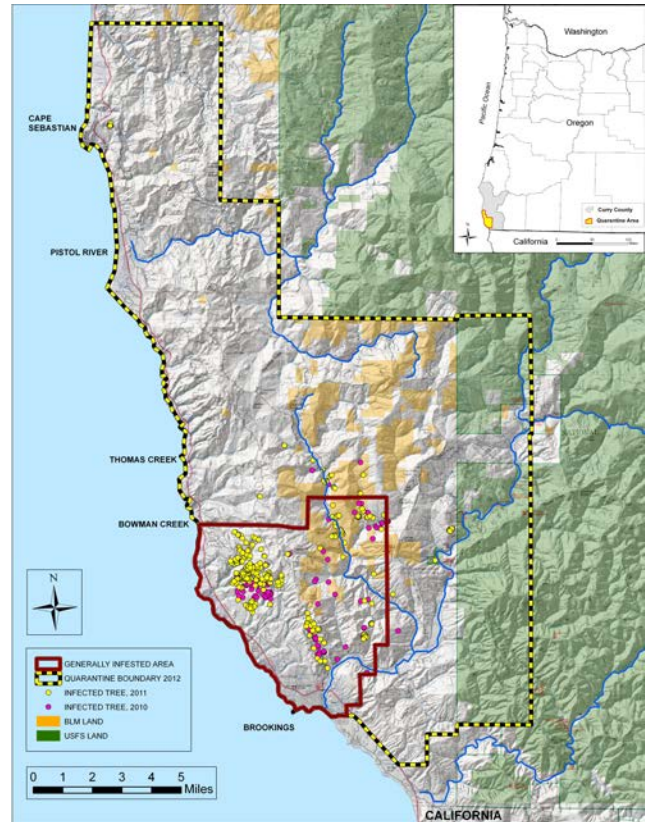 Washington
Pacific Ocean
Oregon
Curry County
Quarantine Area
California
CAPE
SEBASTIAN
PISTOL RIVER
THOMAS CREEK
BOWMAN CREEK
N
GENERALLY INFESTED AREA
QUARANTINE BOUNDARY 2012
INFECTED TREE, 2011
INFECTED TREE, 2010
BLM LAND
USFS LAND
BROOKINGS
0 1 2 3 4 5
Miles
CALIFORNIA